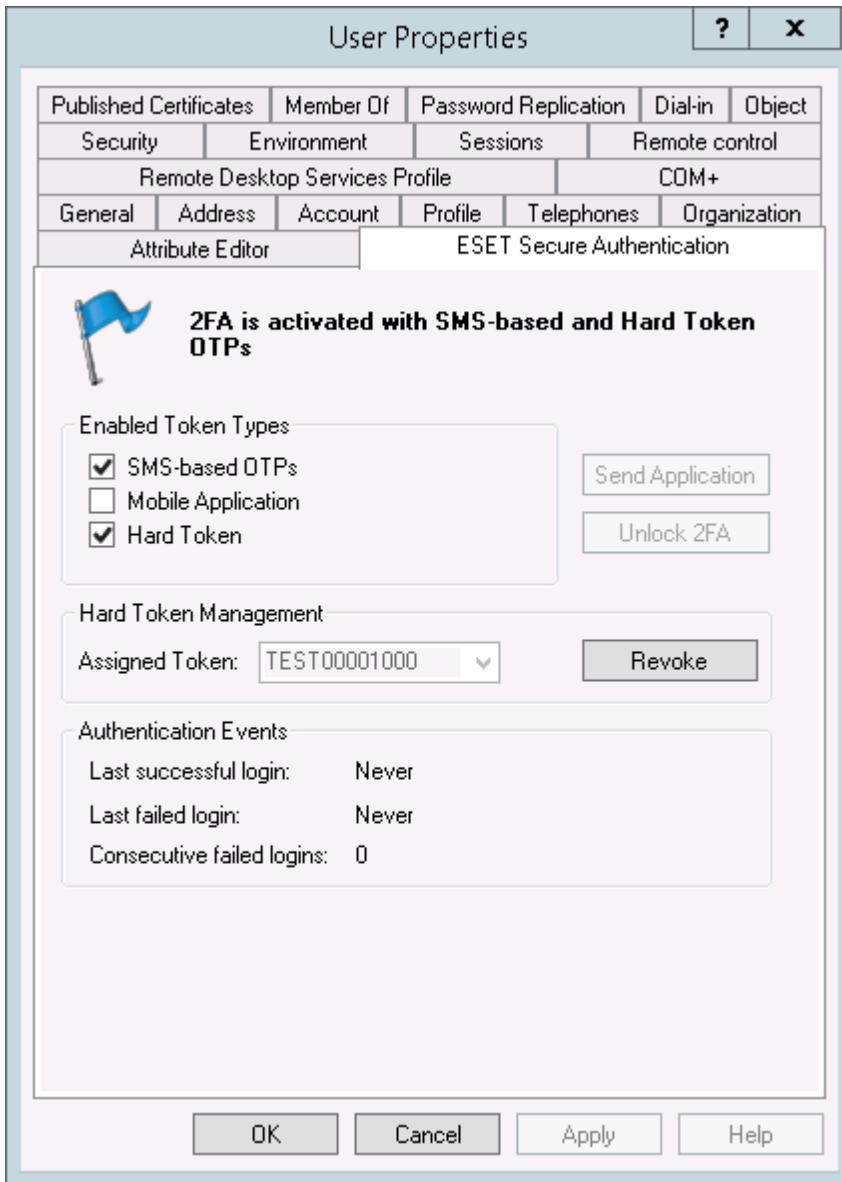 User Properties
? x
Published Certificates Member Of Password Replication Dial-in Object
Security Environment Sessions Remote control
Remote Desktop Services Profile COM+
General Address Account Profile Telephones Organization
Attribute Editor ESET Secure Authentication
2FA is activated with SMS-based and Hard Token
OTPs
Enabled Token Types
SMS-based OTPs
Send Application
Mobile Application
Hard Token
Unlock 2FA
Hard Token Management
Assigned Token: TEST00001000 Revoke
Authentication Events
Last successful login: Never
Last failed login: Never
Consecutive failed logins: 0
OK Cancel Apply Help